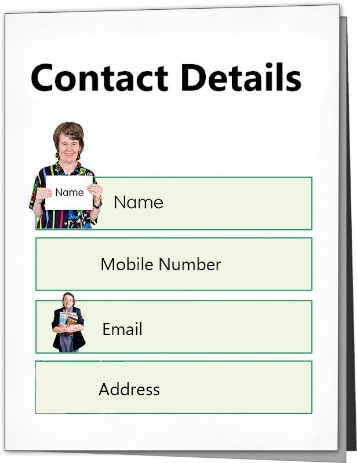 Contact Details
Name
Name
Mobile Number
Email
Address